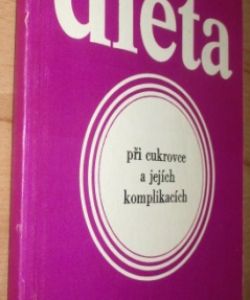 dieta
při cukrovce
a jejích
komplikacích